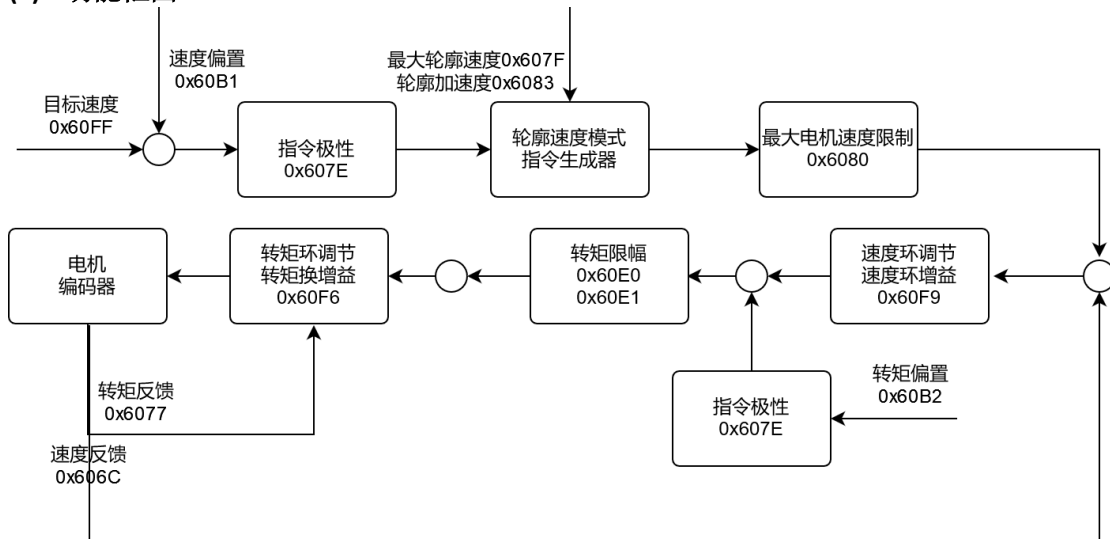 速度偏置
0x60B1
最大轮廓速度0x607F
轮廓加速度0x6083
目标速度
0x60FF
指令极性
0x607E
轮廓速度模式
指令生成器
最大电机速度限制
0x6080
电机
编码器
转矩环调节
转矩换增益
0x60F6
转矩限幅
0x60E0
0x60E1
速度环调节
速度环增益
0x60F9
转矩反馈
0x6077
指令极性
0x607E
转矩偏置
0x60B2
速度反馈
0x606C